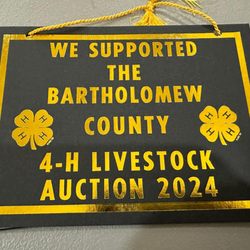 WE SUPPORTED
THE
BARTHOLOMEW
COUNTY
4-H LIVESTOCK
AUCTION 2024
H H H H
H H H H